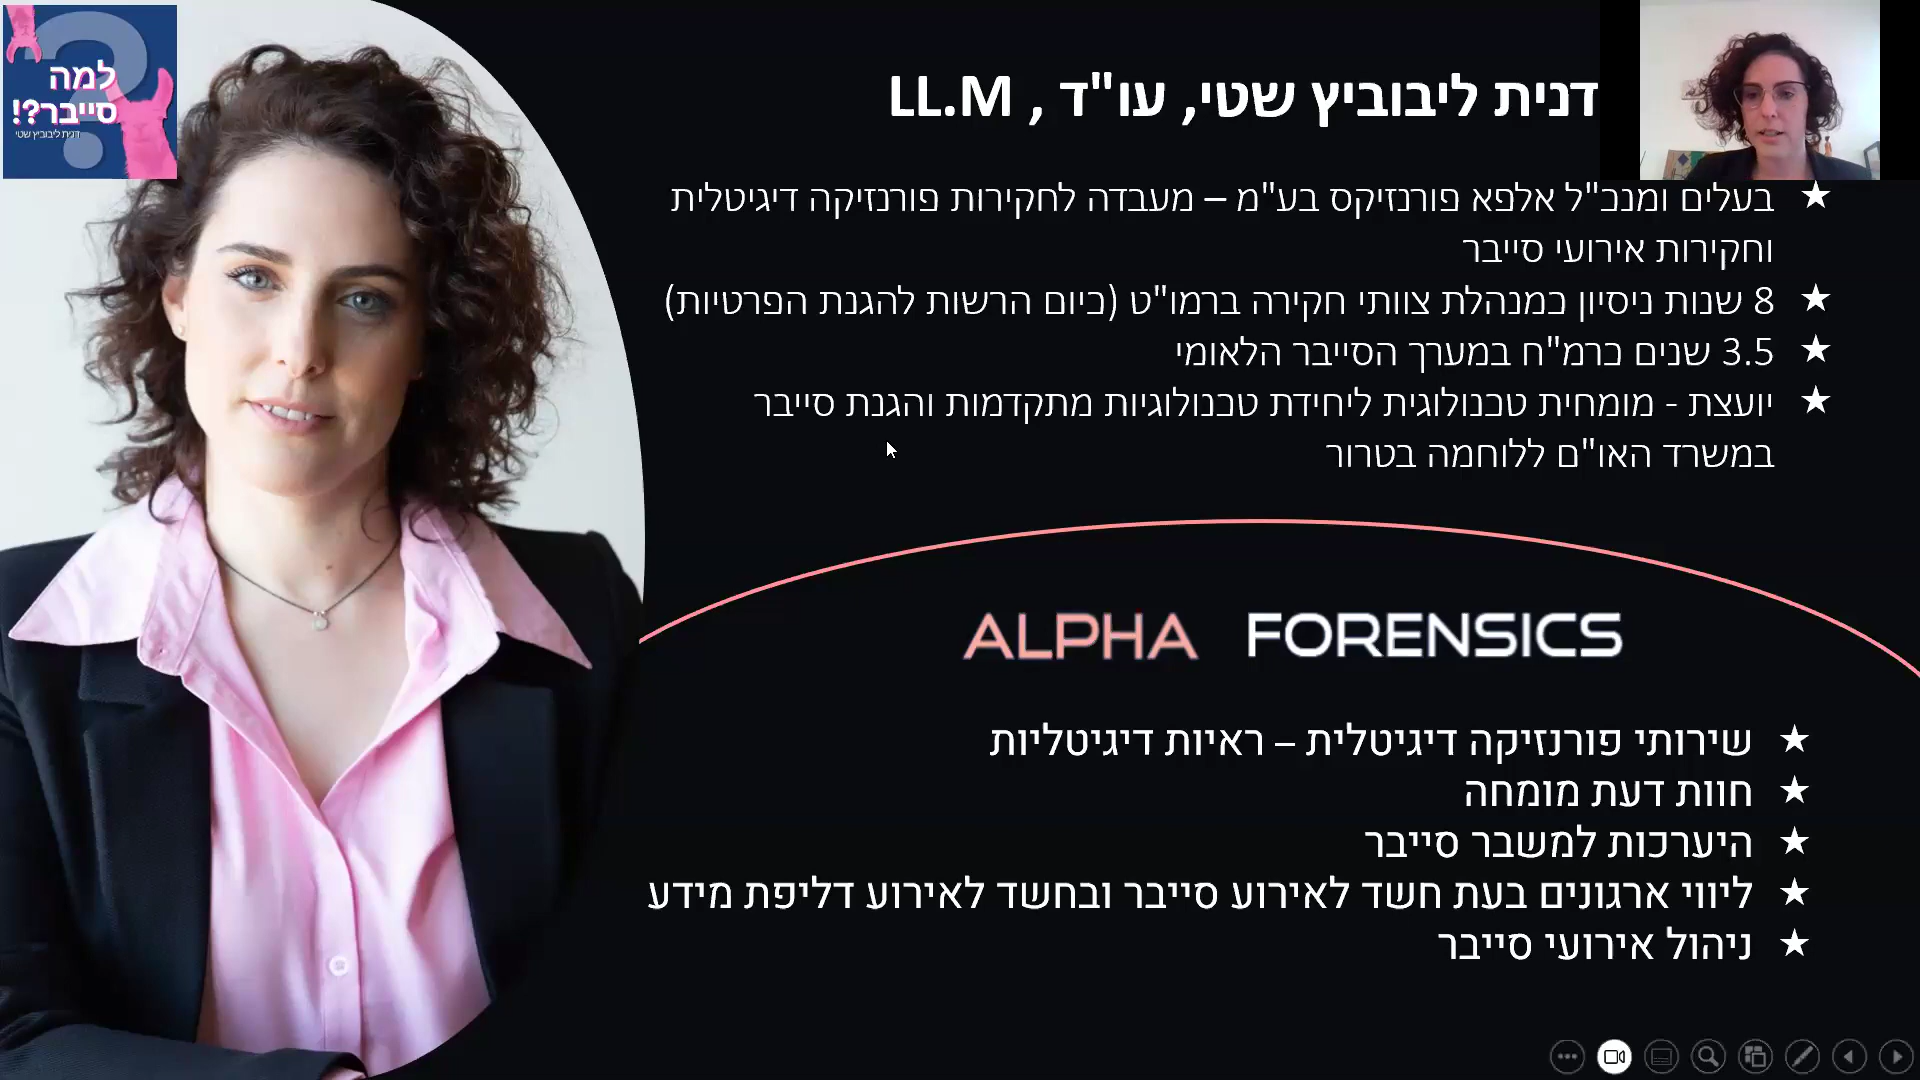 למה
סייבר?!
דנית ליבוביץ שטי
דנית ליבוביץ שטי, עו"ד , LL.M
★ בעלים ומנכ"ל אלפא פורנזיקס בע"מ – מעבדה לחקירות פורנזיקה דיגיטלית
וחקירות אירועי סייבר
★ 8 שנות ניסיון כמנהלת צוותי חקירה ברמו"ט (כיום הרשות להגנת הפרטיות)
★ 3.5 שנים כרמ"ח במערך הסייבר הלאומי
★ יועצת - מומחית טכנולוגית ליחידת טכנולוגיות מתקדמות והגנת סייבר
במשרד האו"ם ללוחמה בטרור
ALPHA FORENSICS
★ שירותי פורנזיקה דיגיטלית – ראיות דיגיטליות
★ חוות דעת מומחה
★ היערכות למשבר סייבר
★ ליווי ארגונים בעת חשד לאירוע סייבר ובחשד לאירוע דליפת מידע
★ ניהול אירועי סייבר